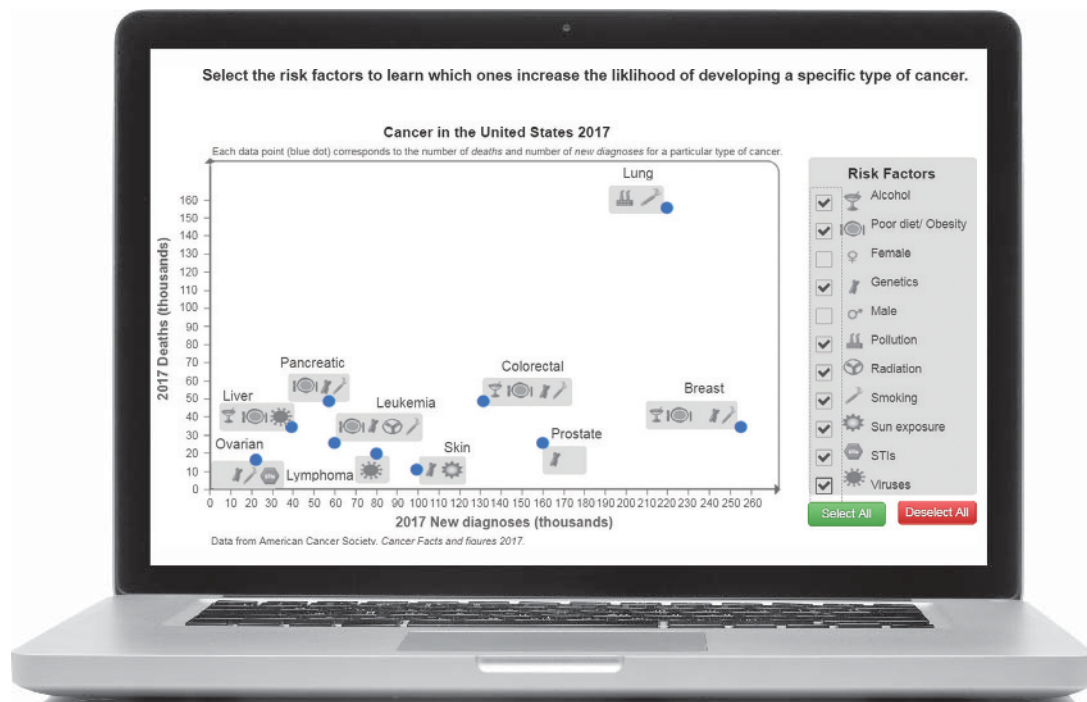 Select the risk factors to learn which ones increase the liklihood of developing a specific type of cancer.
Cancer in the United States 2017
Each data point (blue dot) corresponds to the number of deaths and number of new diagnoses for a particular type of cancer.
2017 Deaths (thousands)
160
150
140
130
120
110
100
90
80
70
60
50
40
30
20
10
0
Lung
Pancreatic
Colorectal
Liver
Leukemia
Breast
Ovarian
Lymphoma
Skin
Prostate
0 10 20 30 40 50 60 70 80 90 100 110 120 130 140 150 160 170 180 190 200 210 220 230 240 250 260
2017 New diagnoses (thousands)
Data from American Cancer Society. Cancer Facts and figures 2017.
Risk Factors
Alcohol
Poor diet/ Obesity
Female
Genetics
Male
Pollution
Radiation
Smoking
Sun exposure
STIs
Viruses
Select All
Deselect All